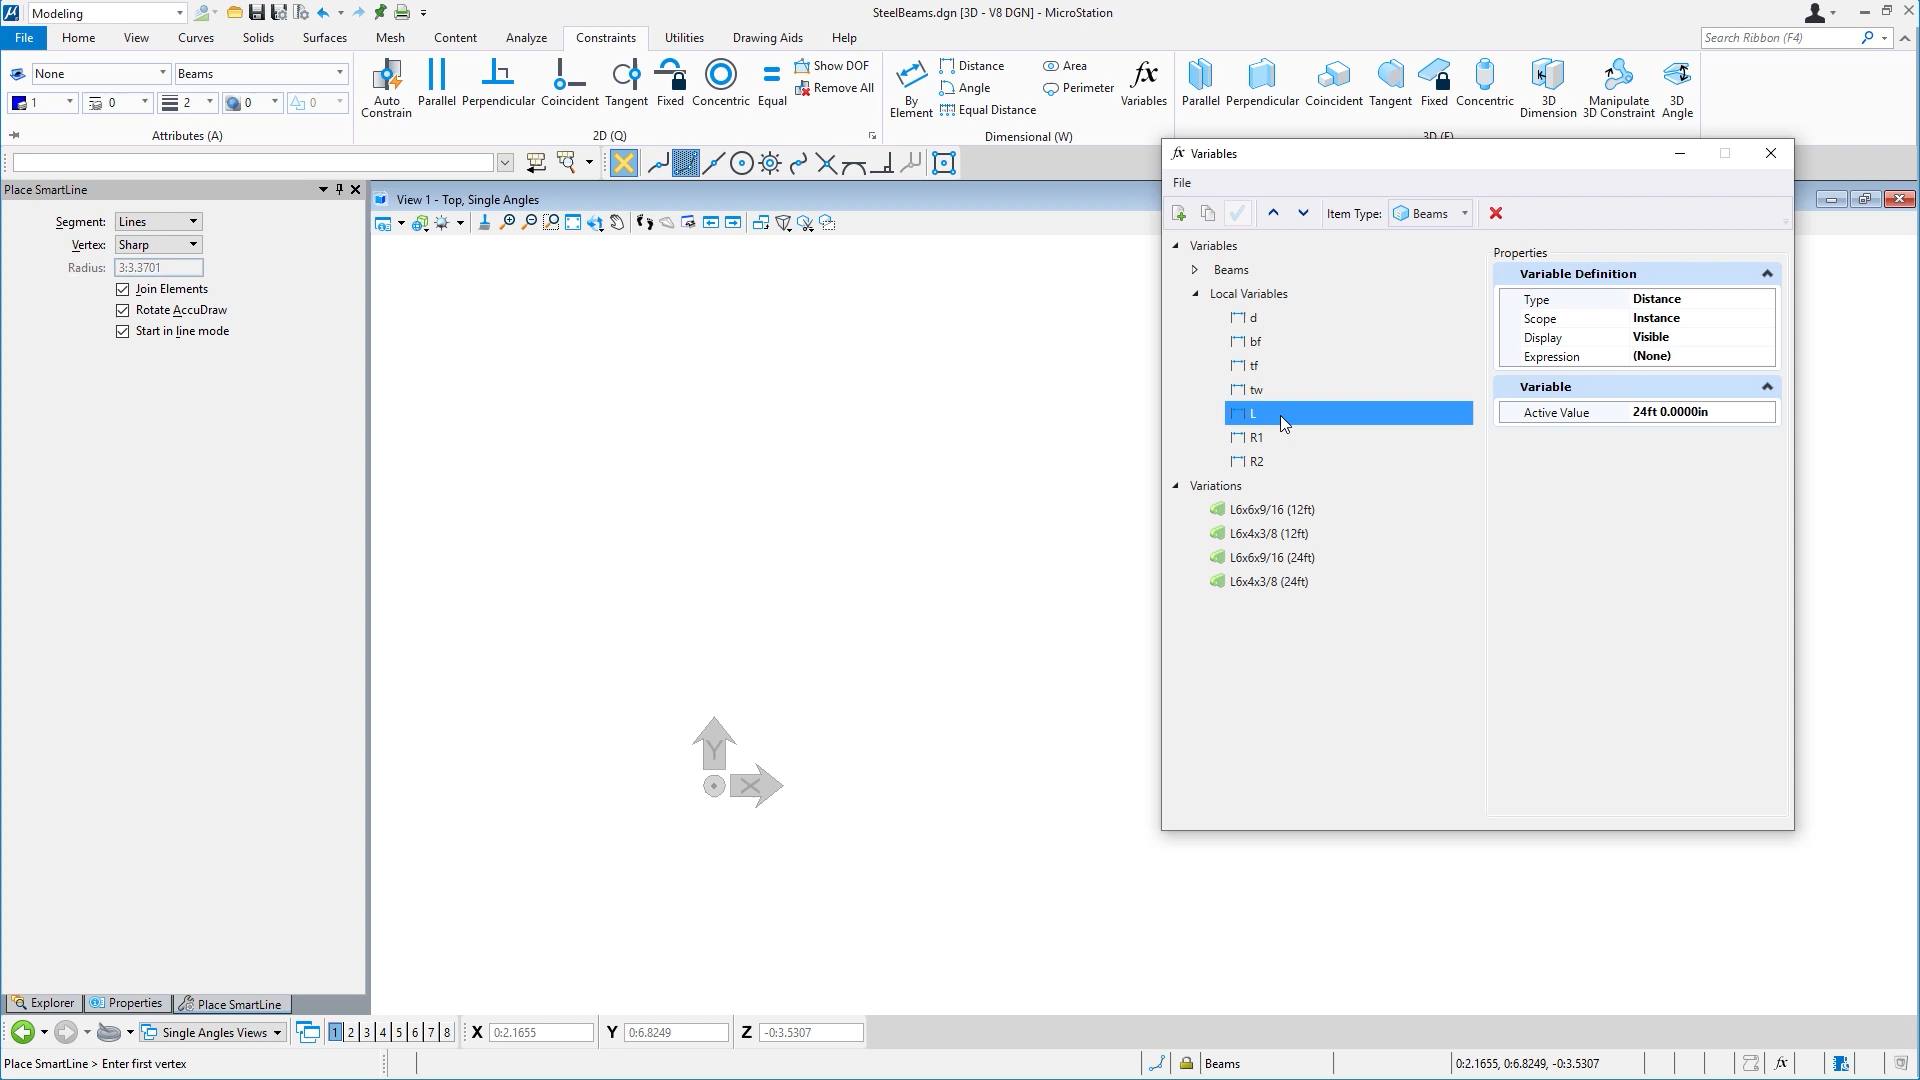 Modeling
SteelBeams.dgn [3D - V8 DGN] - MicroStation
File Home View Curves Solids Surfaces Mesh Content Analyze Constraints Utilities Drawing Aids Help
Search Ribbon (F4)
None Beams
1 0 2 0 0
Attributes (A)
Auto Constrain
Parallel
Perpendicular
Coincident
Tangent
Fixed
Concentric
Equal
Show DOF
Remove All
2D (Q)
By Element
Distance
Angle
Equal Distance
Area
Perimeter
Variables
Dimensional (W)
Parallel
Perpendicular
Coincident
Tangent
Fixed
Concentric
3D Dimension
Manipulate 3D Constraint
3D Angle
Place SmartLine
Segment: Lines
Vertex: Sharp
Radius: 3:3.3701
Join Elements
Rotate AccuDraw
Start in line mode
View 1 - Top, Single Angles
Y
X
fx Variables
File
Item Type: Beams
Variables
Beams
Local Variables
d
bf
tf
tw
L
R1
R2
Variations
L6x6x9/16 (12ft)
L6x4x3/8 (12ft)
L6x6x9/16 (24ft)
L6x4x3/8 (24ft)
Properties
Variable Definition
Type Distance
Scope Instance
Display Visible
Expression (None)
Variable
Active Value 24ft 0.0000in
Explorer Properties Place SmartLine
Single Angles Views 1 2 3 4 5 6 7 8 X 0:2.1655 Y 0:6.8249 Z -0:3.5307
Place SmartLine > Enter first vertex
Beams
0:2.1655, 0:6.8249, -0:3.5307
fx